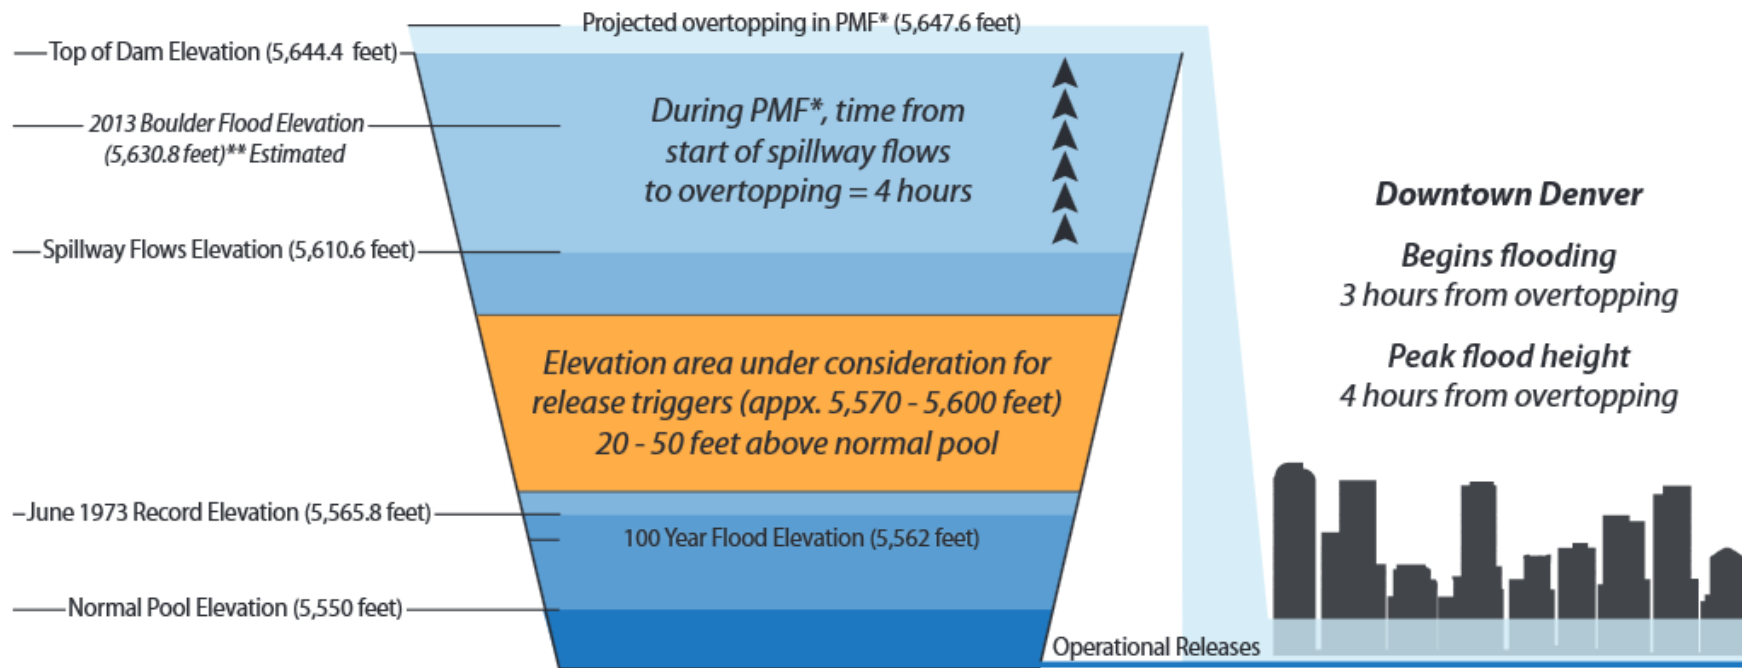 Projected overtopping in PMF* (5,647.6 feet)
Top of Dam Elevation (5,644.4 feet)
2013 Boulder Flood Elevation
(5,630.8 feet)** Estimated
During PMF*, time from
start of spillway flows
to overtopping = 4 hours
Spillway Flows Elevation (5,610.6 feet)
Elevation area under consideration for
release triggers (appx. 5,570 - 5,600 feet)
20 - 50 feet above normal pool
June 1973 Record Elevation (5,565.8 feet)
100 Year Flood Elevation (5,562 feet)
Normal Pool Elevation (5,550 feet)
Operational Releases
Downtown Denver
Begins flooding
3 hours from overtopping
Peak flood height
4 hours from overtopping